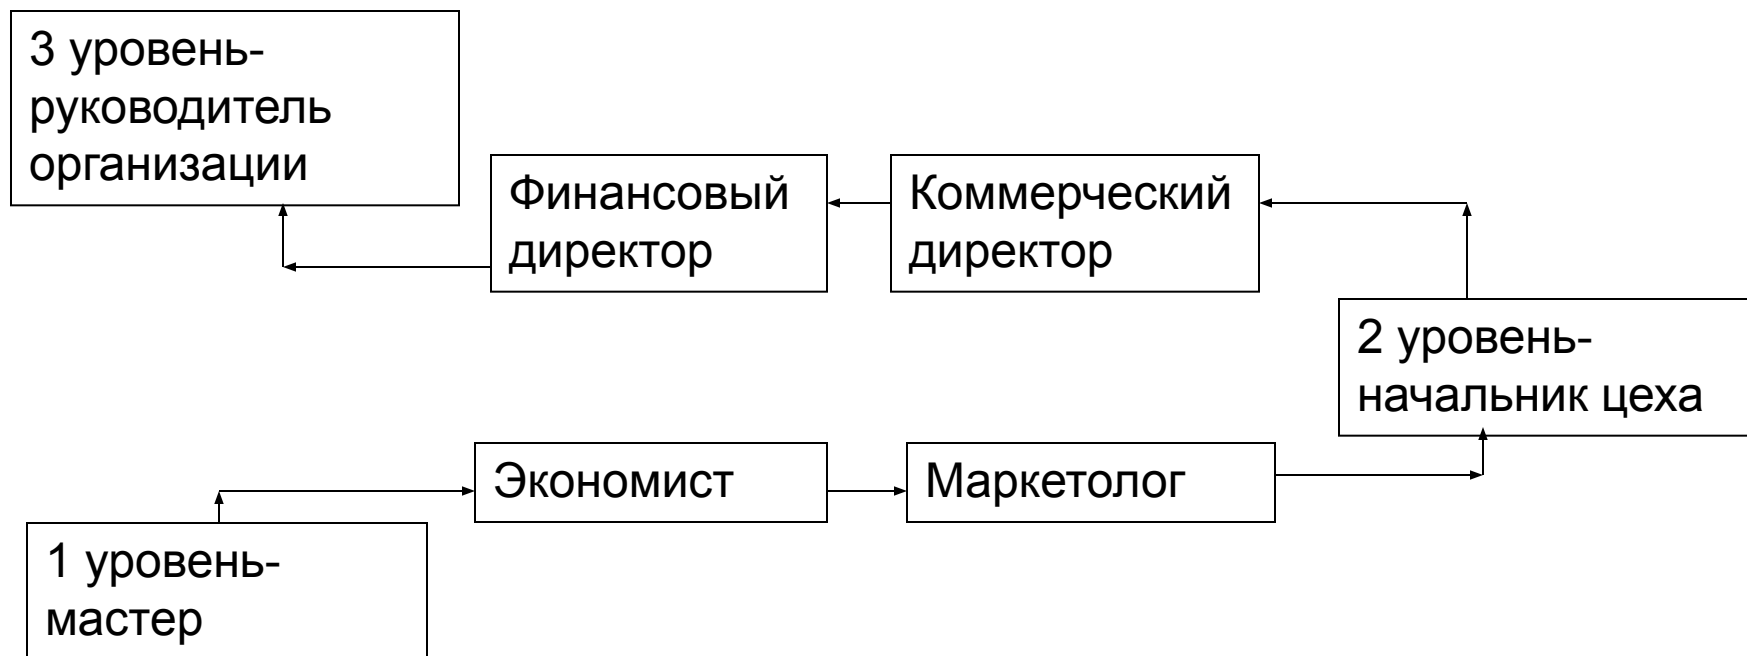 3 уровень-
руководитель
организации
Финансовый
директор
Коммерческий
директор
2 уровень-
начальник цеха
Экономист
Маркетолог
1 уровень-
мастер